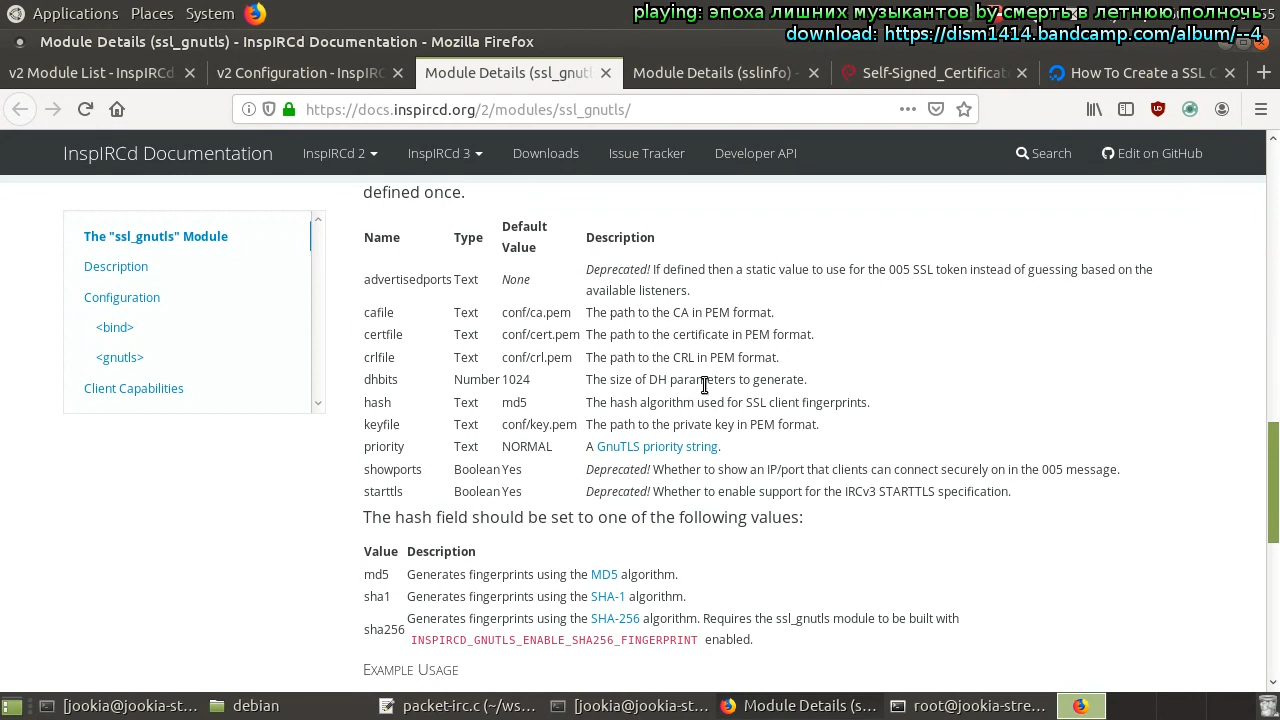 Applications Places System
playing: эпоха лишних музыкантов by смерть в летнюю полночь
download: https://dism1414.bandcamp.com/album/--4
Module Details (ssl_gnutls) - InspIRCd Documentation - Mozilla Firefox
v2 Module List - InspIRCd
v2 Configuration - InspIRC
Module Details (ssl_gnutl
Module Details (sslinfo) -
Self-Signed_Certificat
How To Create a SSL C
https://docs.inspircd.org/2/modules/ssl_gnutls/
InspIRCd Documentation InspIRCd 2 InspIRCd 3 Downloads Issue Tracker Developer API Search Edit on GitHub
The "ssl_gnutls" Module
Description
Configuration
<bind>
<gnutls>
Client Capabilities
defined once.
Name Type Default Value Description
advertisedports Text None Deprecated! If defined then a static value to use for the 005 SSL token instead of guessing based on the
available listeners.
cafile Text conf/ca.pem The path to the CA in PEM format.
certfile Text conf/cert.pem The path to the certificate in PEM format.
crlfile Text conf/crl.pem The path to the CRL in PEM format.
dhbits Number 1024 The size of DH parameters to generate.
hash Text md5 The hash algorithm used for SSL client fingerprints.
keyfile Text conf/key.pem The path to the private key in PEM format.
priority Text NORMAL A GnuTLS priority string.
showports Boolean Yes Deprecated! Whether to show an IP/port that clients can connect securely on in the 005 message.
starttls Boolean Yes Deprecated! Whether to enable support for the IRCv3 STARTTLS specification.
The hash field should be set to one of the following values:
Value Description
md5 Generates fingerprints using the MD5 algorithm.
sha1 Generates fingerprints using the SHA-1 algorithm.
sha256 Generates fingerprints using the SHA-256 algorithm. Requires the ssl_gnutls module to be built with
INSPIRCD_GNUTLS_ENABLE_SHA256_FINGERPRINT enabled.
EXAMPLE USAGE
[jookia@jookia-st...
debian
packet-irc.c (~/ws...
[jookia@jookia-st...
Module Details (s...
root@jookia-stre...